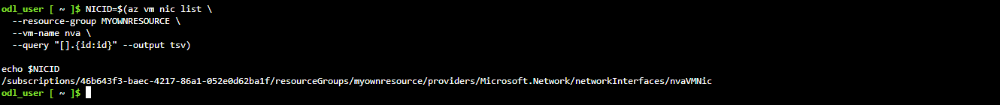 odl_user [ ~ ]$ NICID=$(az vm nic list \
  --resource-group MYOWNRESOURCE \
  --vm-name nva \
  --query "[].{id:id}" --output tsv)

echo $NICID
/subscriptions/46b643f3-baec-4217-86a1-052e0d62ba1f/resourceGroups/myownresource/providers/Microsoft.Network/networkInterfaces/nvaVMNic
odl_user [ ~ ]$